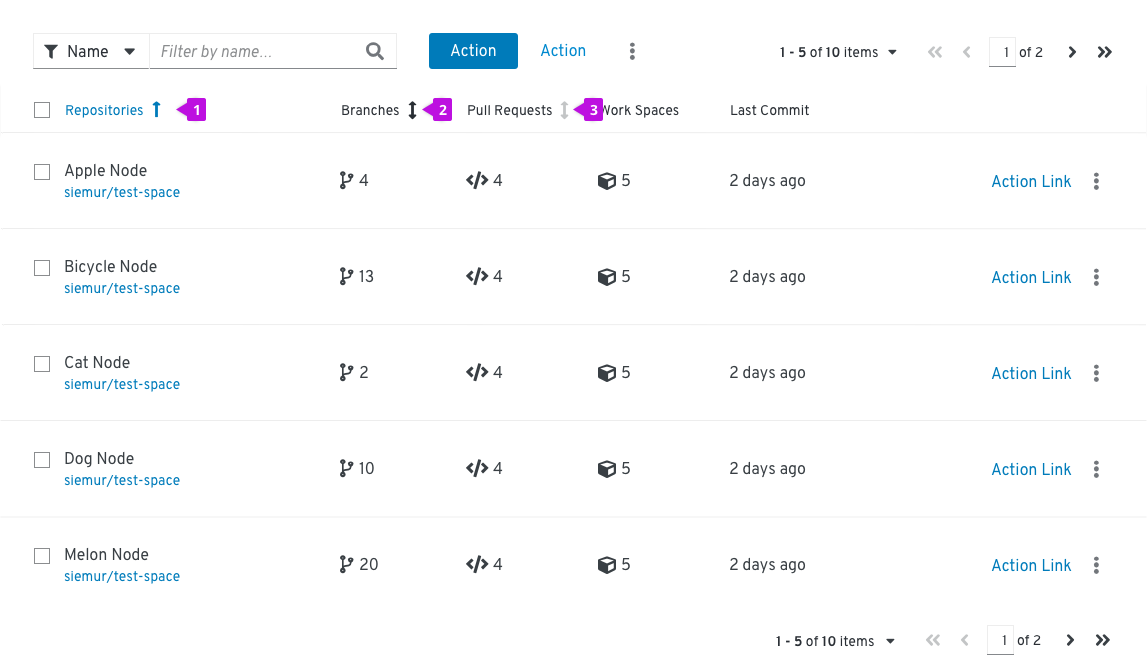 Name Filter by name... Action Action 1 - 5 of 10 items 1 of 2
Repositories 1 Branches 2 Pull Requests 3 Work Spaces Last Commit
Apple Node
siemur/test-space
4 4 5 2 days ago Action Link
Bicycle Node
siemur/test-space
13 4 5 2 days ago Action Link
Cat Node
siemur/test-space
2 4 5 2 days ago Action Link
Dog Node
siemur/test-space
10 4 5 2 days ago Action Link
Melon Node
siemur/test-space
20 4 5 2 days ago Action Link
1 - 5 of 10 items 1 of 2